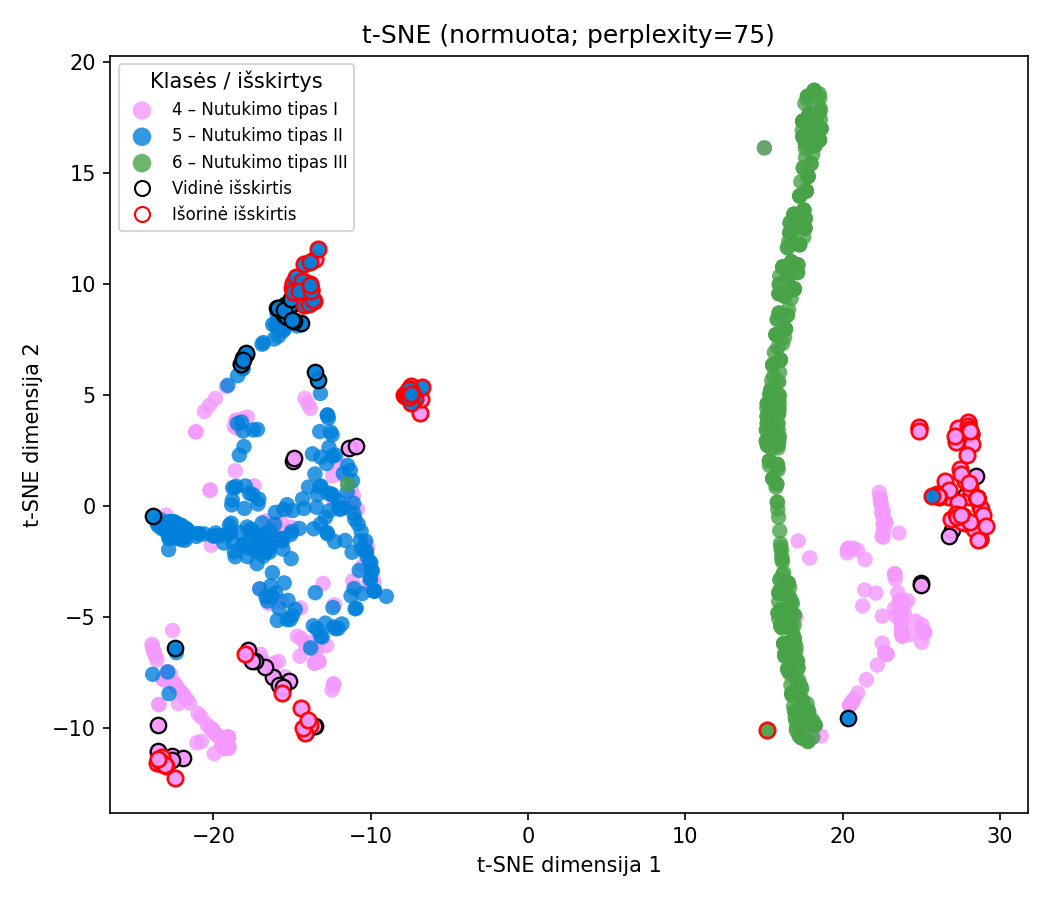 t-SNE (normuota; perplexity=75)
Klasės / išskirtys
4 – Nutukimo tipas I
5 – Nutukimo tipas II
6 – Nutukimo tipas III
Vidinė išskirtis
Išorinė išskirtis
20
15
10
5
0
−5
−10
t-SNE dimensija 2
−20
−10
0
10
20
30
t-SNE dimensija 1